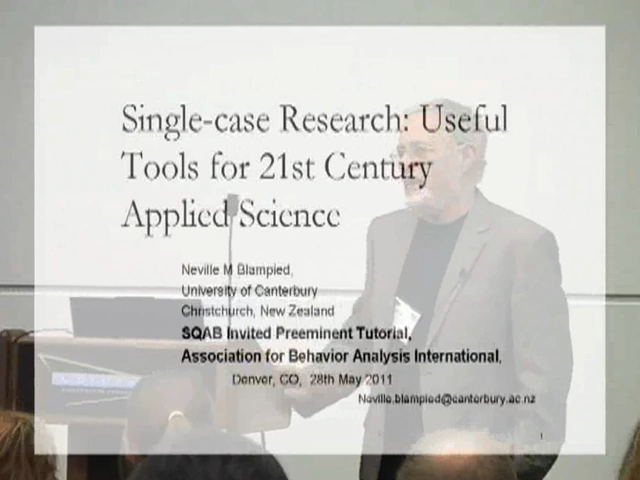 Single-case Research: Useful
Tools for 21st Century
Applied Science
Neville M Blampied,
University of Canterbury
Christchurch, New Zealand
SQAB Invited Preeminent Tutorial,
Association for Behavior Analysis International,
Denver, CO, 28th May 2011
Neville.blampied@canterbury.ac.nz
1